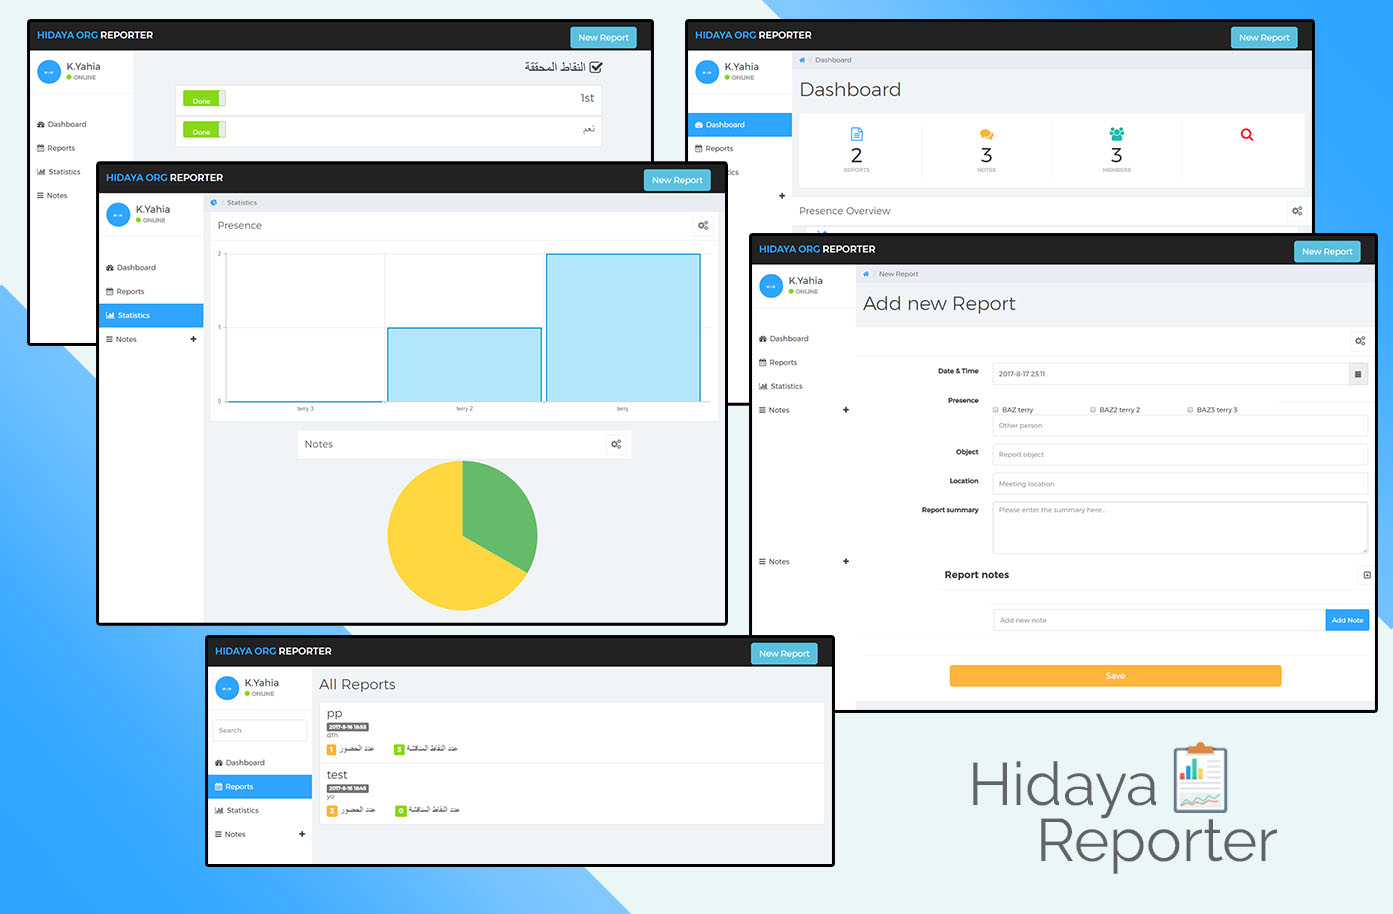 HIDAYA ORG REPORTER
New Report
K.Yahia
ONLINE
Dashboard
Reports
Statistics
Notes
النقاط المحققة
Done
1st
Done
نعم
HIDAYA ORG REPORTER
New Report
K.Yahia
ONLINE
Dashboard
Reports
Dashboard
Dashboard
2
REPORTS
3
NOTES
3
MEMBERS
Presence Overview
HIDAYA ORG REPORTER
New Report
K.Yahia
ONLINE
Dashboard
Reports
Statistics
Notes
/ Statistics
Presence
2
1
0
terry 3
terry 2
terry
Notes
HIDAYA ORG REPORTER
New Report
K.Yahia
ONLINE
Dashboard
Reports
Statistics
Notes
Notes
/ New Report
Add new Report
Date & Time
2017-8-17 23:11
Presence
BAZ terry
BAZ2 terry 2
BAZ3 terry 3
Other person
Object
Report object
Location
Meeting location
Report summary
Please enter the summary here...
Report notes
Add new note
Add Note
Save
HIDAYA ORG REPORTER
New Report
K.Yahia
ONLINE
Search
Dashboard
Reports
Statistics
Notes
All Reports
pp
2017-8-16 18:55
1 عدد الحضور
3 عدد النقاط المناقشة
test
2017-8-16 18:45
yo
2 عدد الحضور
0 عدد النقاط المناقشة
Hidaya
Reporter